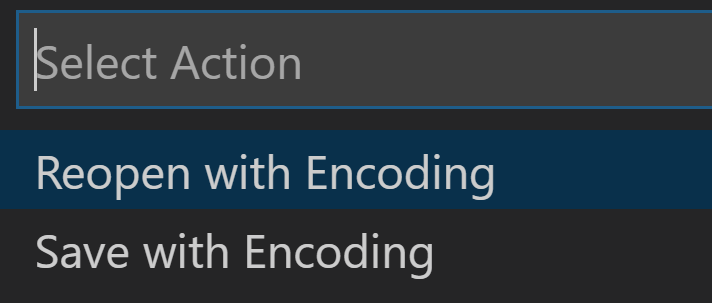 Select Action
Reopen with Encoding
Save with Encoding